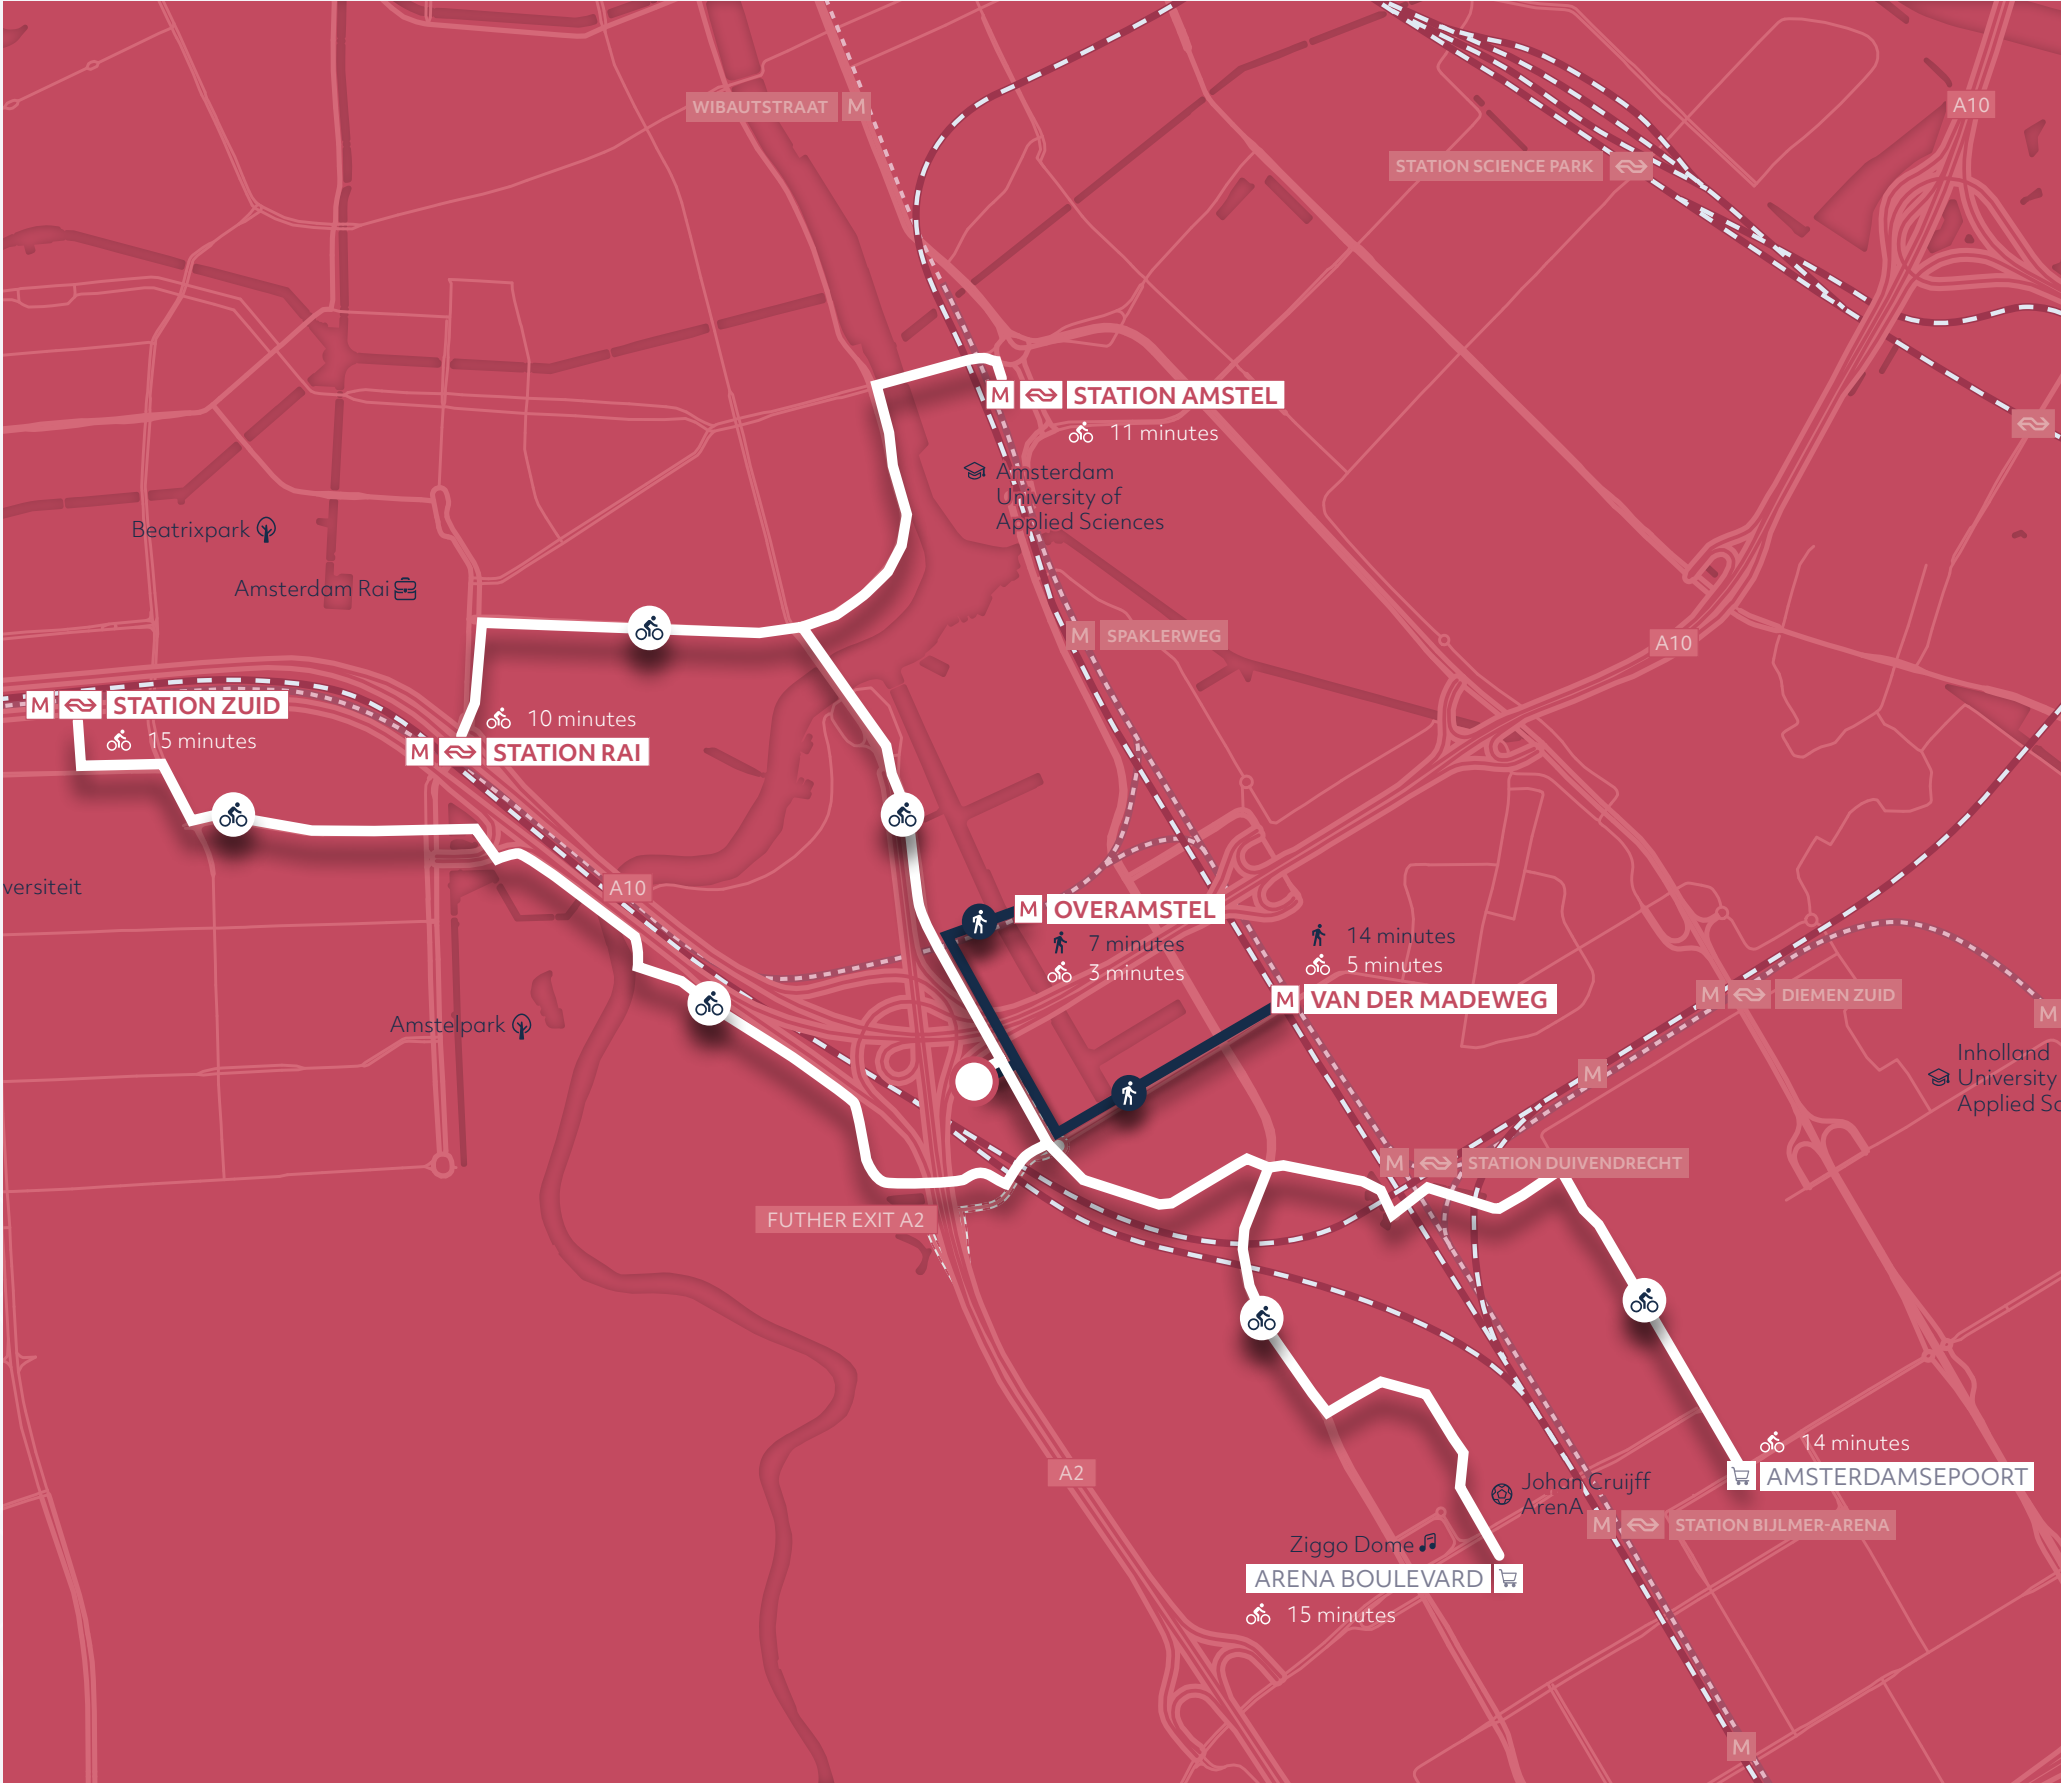 WIBAUTSTRAAT M
A10
STATION SCIENCE PARK
M STATION AMSTEL
11 minutes
Amsterdam
University of
Applied Sciences
Beatrixpark
Amsterdam Rai
M SPAKLERWEG
A10
M STATION ZUID
15 minutes
10 minutes
M STATION RAI
versiteit
A10
M OVERAMSTEL
7 minutes
3 minutes
14 minutes
5 minutes
M VAN DER MADEWEG
M DIEMEN ZUID
M
Amstelpark
Inholland
University
Applied Sc
M
M STATION DUIVENDRECHT
FUTHER EXIT A2
A2
14 minutes
AMSTERDAMSEPOORT
Johan Cruijff
ArenA
M STATION BIJLMER-ARENA
Ziggo Dome
ARENA BOULEVARD
15 minutes
M